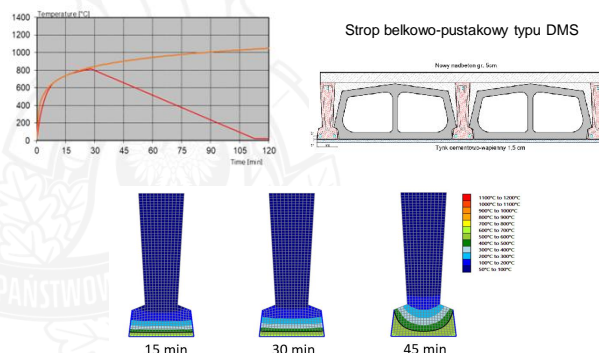 Temperature [°C]
1400
1200
1000
800
600
400
200
0
0 15 30 45 60 75 90 105 120
Time [min]
Strop belkowo-pustakowy typu DMS
Nowy nadbeton gr. 5cm
Tynk cementowo-wapienny 1,5 cm
1100°C to 1200°C
1000°C to 1100°C
900°C to 1000°C
800°C to 900°C
700°C to 800°C
600°C to 700°C
500°C to 600°C
400°C to 500°C
300°C to 400°C
200°C to 300°C
100°C to 200°C
50°C to 100°C
PAŃSTWOW
15 min
30 min
45 min